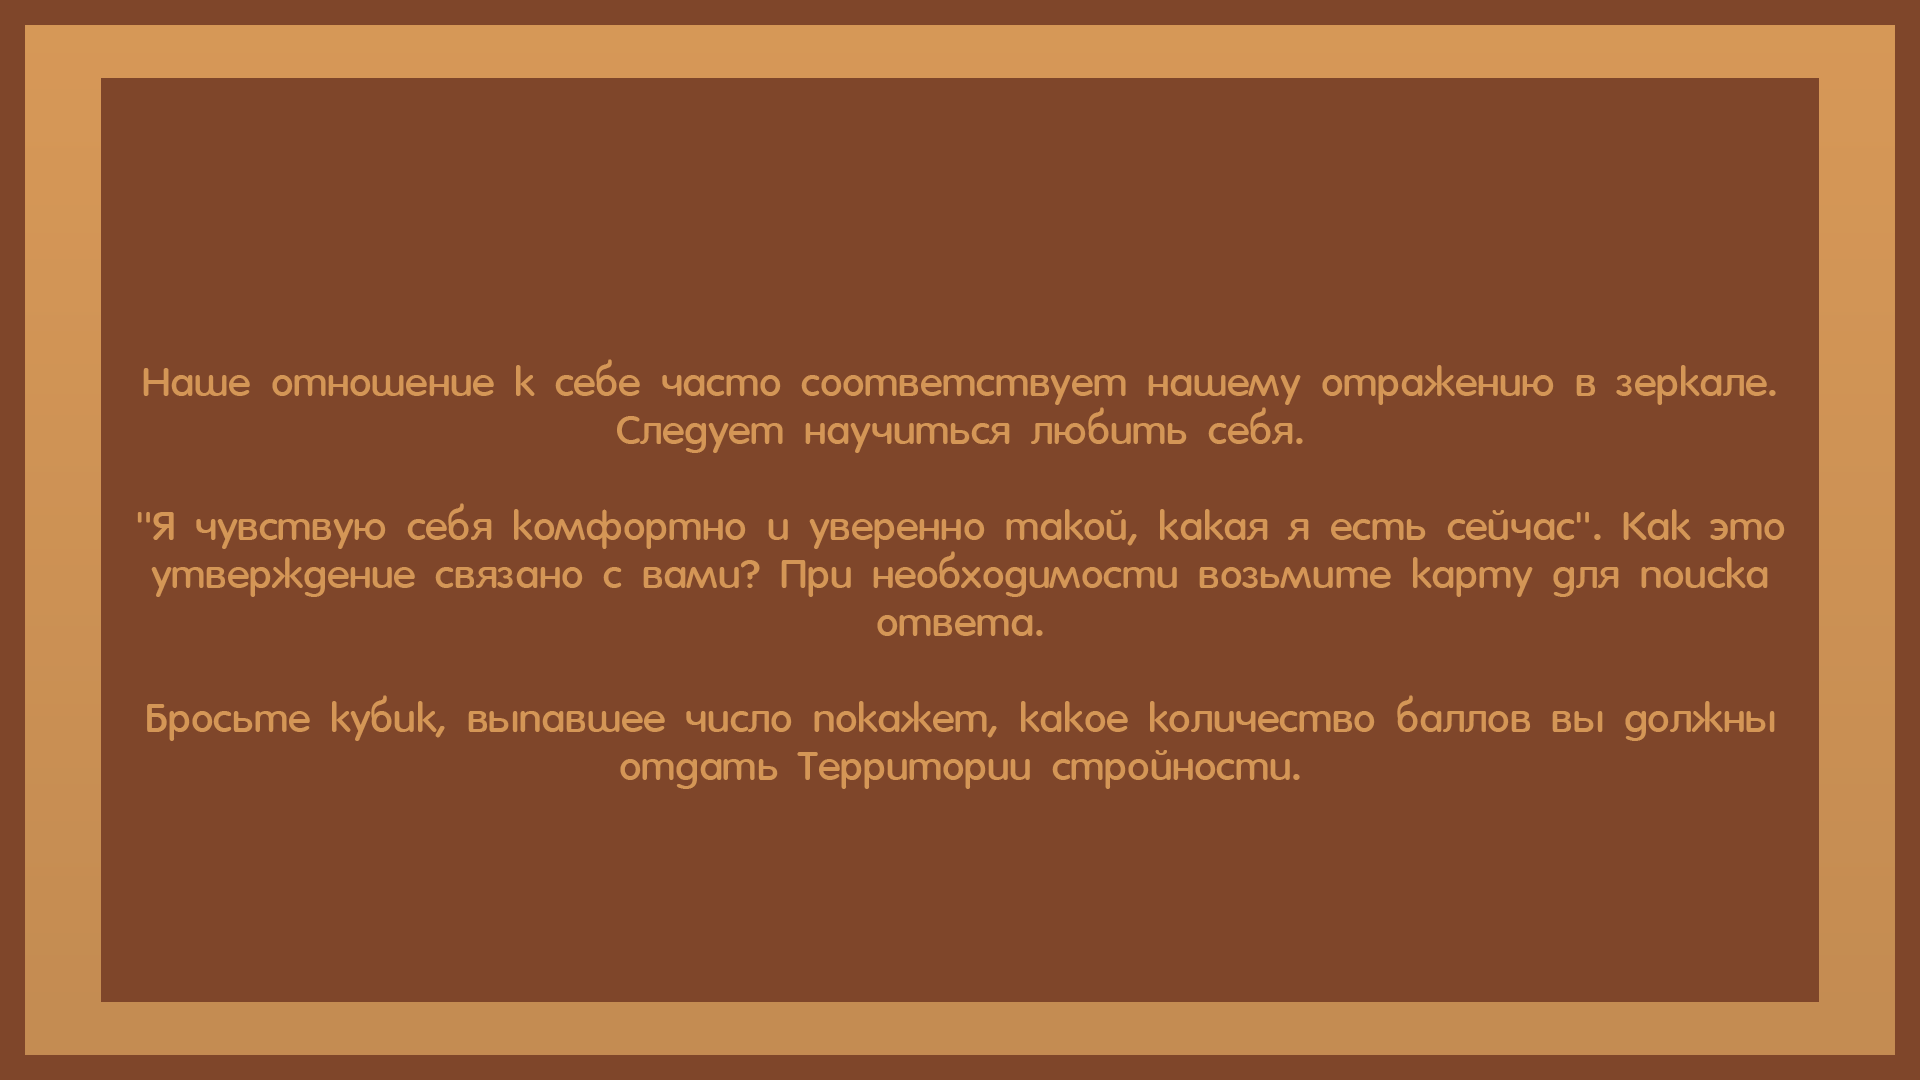 Наше отношение к себе часто соответствует нашему отражению в зеркале.
Следует научиться любить себя.
"Я чувствую себя комфортно и уверенно такой, какая я есть сейчас". Как это
утверждение связано с вами? При необходимости возьмите карту для поиска
ответа.
Бросьте кубик, выпавшее число покажет, какое количество баллов вы должны
отдать Территории стройности.